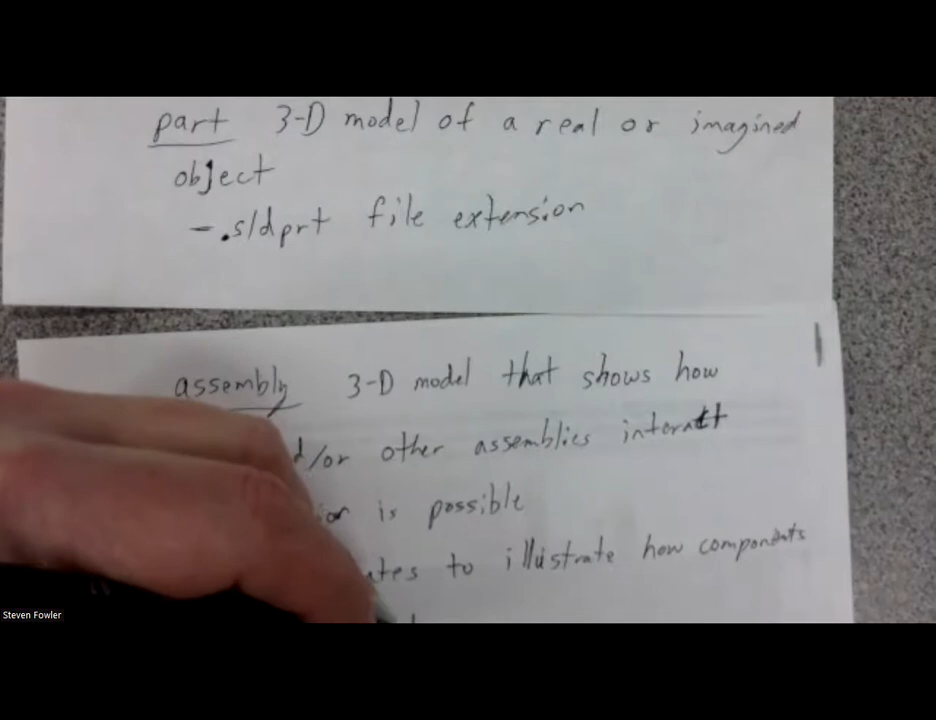 part 3-D model of a real or imagined
object
- .sldprt file extension
assembly 3-D model that shows how
/or other assemblies interact
is possible
to illustrate how components
Steven Fowler